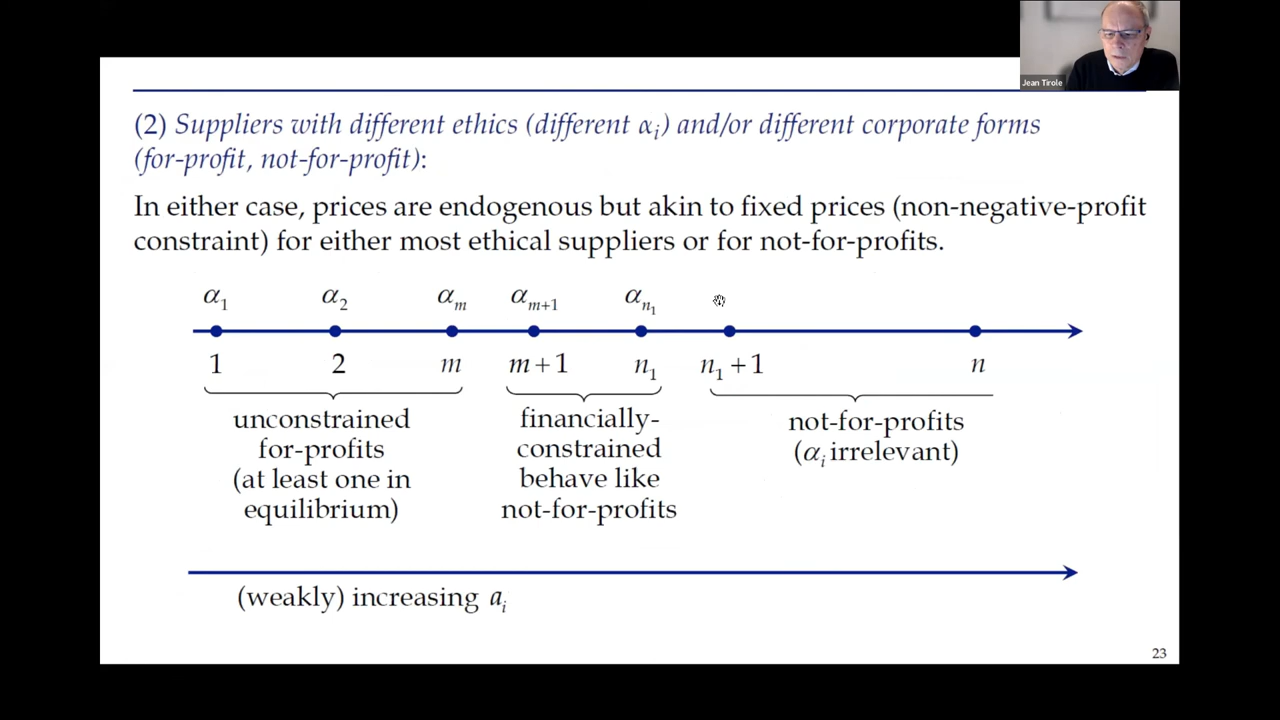 Jean Tirole
(2) Suppliers with different ethics (different αᵢ) and/or different corporate forms
(for-profit, not-for-profit):
In either case, prices are endogenous but akin to fixed prices (non-negative-profit
constraint) for either most ethical suppliers or for not-for-profits.
α₁ α₂ αₘ αₘ₊₁ αₙ₁
1 2 m m+1 n₁ n₁+1 n
unconstrained
for-profits
(at least one in
equilibrium)
financially-
constrained
behave like
not-for-profits
not-for-profits
(αᵢ irrelevant)
(weakly) increasing aᵢ
23